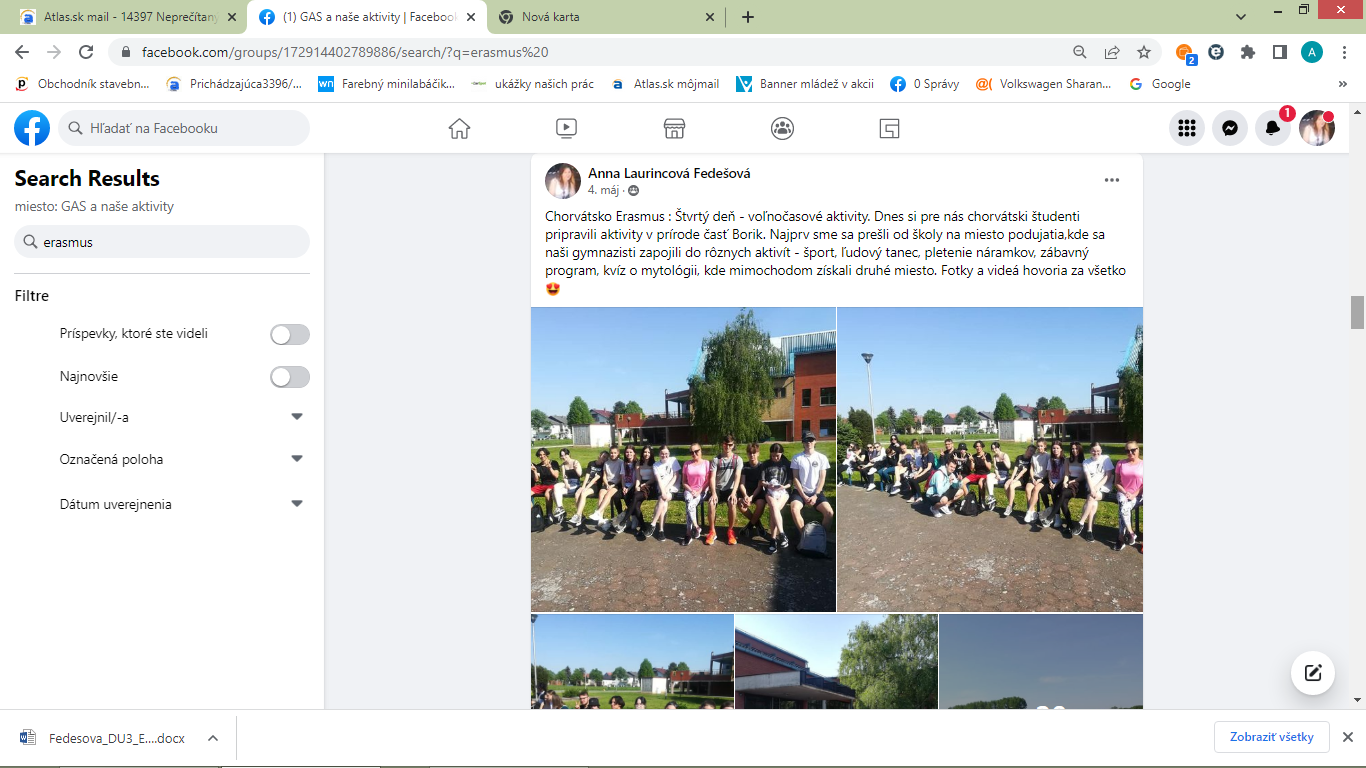 Atlas.sk mail - 14397 Neprečítaný
(1) GAS a naše aktivity | Facebook
Nová karta
facebook.com/groups/172914402789886/search/?q=erasmus%20
2
A
Obchodník stavebn...
Prichádzajúca3396/...
wn Farebný minilabáčik...
ukážky našich prác
a Atlas.sk môjmail
Banner mládež v akcii
0 Správy
@( Volkswagen Sharan...
G Google
»
Hľadať na Facebooku
1
Search Results
miesto: GAS a naše aktivity
erasmus
Filtre
Príspevky, ktoré ste videli
Najnovšie
Uverejnil/-a
Označená poloha
Dátum uverejnenia
Anna Laurincová Fedešová
4. máj ·
Chorvátsko Erasmus : Štvrtý deň - voľnočasové aktivity. Dnes si pre nás chorvátski študenti
pripravili aktivity v prírode časť Borik. Najprv sme sa prešli od školy na miesto podujatia,kde sa
naši gymnazisti zapojili do rôznych aktivít - šport, ľudový tanec, pletenie náramkov, zábavný
program, kvíz o mytológii, kde mimochodom získali druhé miesto. Fotky a videá hovoria za všetko
😍
Fedesova_DU3_E....docx
Zobraziť všetky